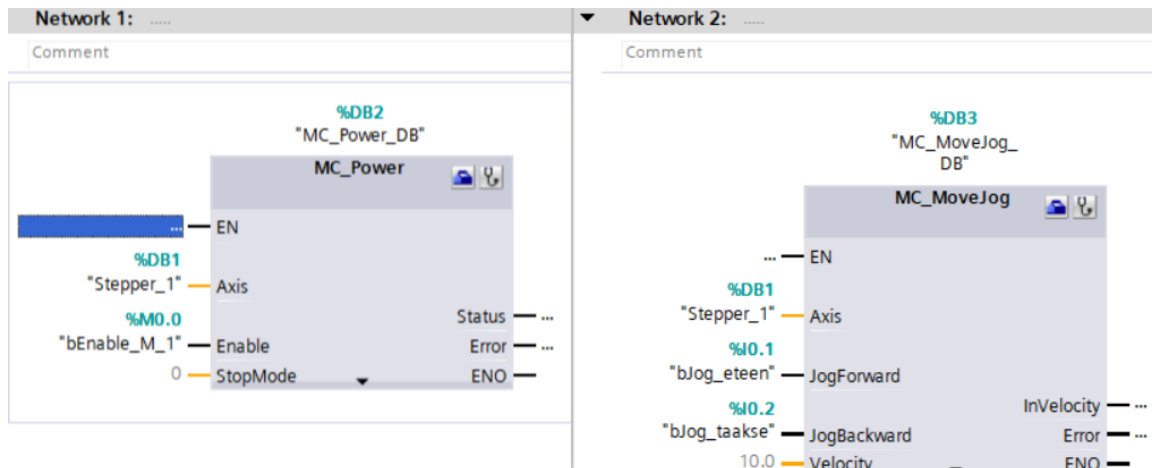 Network 1: .....
Comment
%DB2
"MC_Power_DB"
MC_Power
... EN
%DB1
"Stepper_1" Axis
%M0.0
Status ...
"bEnable_M_1" Enable
Error ...
0 StopMode
ENO
Network 2: .....
Comment
%DB3
"MC_MoveJog_
DB"
MC_MoveJog
... EN
%DB1
"Stepper_1" Axis
%I0.1
"bJog_eteen" JogForward
%I0.2
InVelocity ...
"bJog_taakse" JogBackward
Error ...
10.0 Velocity
ENO